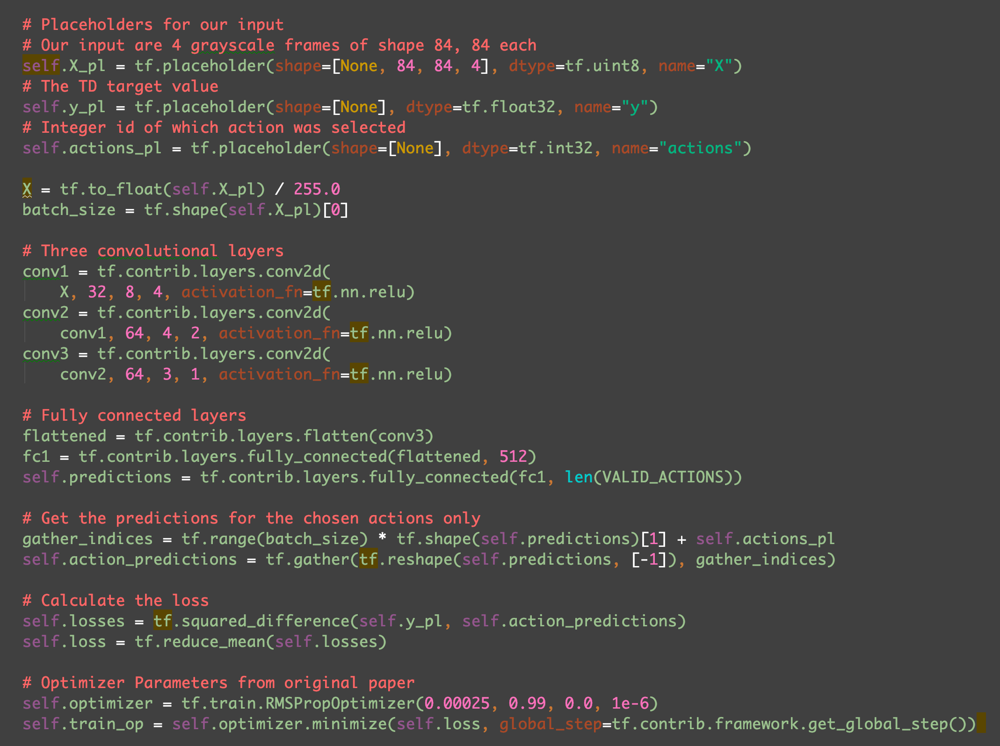 # Placeholders for our input
# Our input are 4 grayscale frames of shape 84, 84 each
self.X_pl = tf.placeholder(shape=[None, 84, 84, 4], dtype=tf.uint8, name="X")
# The TD target value
self.y_pl = tf.placeholder(shape=[None], dtype=tf.float32, name="y")
# Integer id of which action was selected
self.actions_pl = tf.placeholder(shape=[None], dtype=tf.int32, name="actions")

X = tf.to_float(self.X_pl) / 255.0
batch_size = tf.shape(self.X_pl)[0]

# Three convolutional layers
conv1 = tf.contrib.layers.conv2d(
    X, 32, 8, 4, activation_fn=tf.nn.relu)
conv2 = tf.contrib.layers.conv2d(
    conv1, 64, 4, 2, activation_fn=tf.nn.relu)
conv3 = tf.contrib.layers.conv2d(
    conv2, 64, 3, 1, activation_fn=tf.nn.relu)

# Fully connected layers
flattened = tf.contrib.layers.flatten(conv3)
fc1 = tf.contrib.layers.fully_connected(flattened, 512)
self.predictions = tf.contrib.layers.fully_connected(fc1, len(VALID_ACTIONS))

# Get the predictions for the chosen actions only
gather_indices = tf.range(batch_size) * tf.shape(self.predictions)[1] + self.actions_pl
self.action_predictions = tf.gather(tf.reshape(self.predictions, [-1]), gather_indices)

# Calculate the loss
self.losses = tf.squared_difference(self.y_pl, self.action_predictions)
self.loss = tf.reduce_mean(self.losses)

# Optimizer Parameters from original paper
self.optimizer = tf.train.RMSPropOptimizer(0.00025, 0.99, 0.0, 1e-6)
self.train_op = self.optimizer.minimize(self.loss, global_step=tf.contrib.framework.get_global_step())